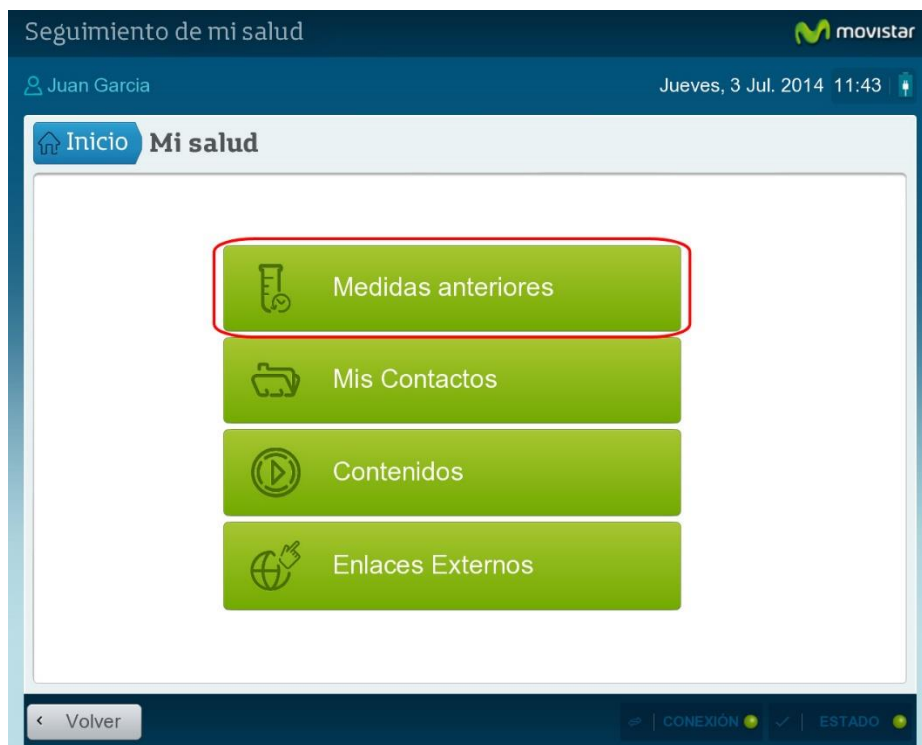 Seguimiento de mi salud
movistar
Juan Garcia
Jueves, 3 Jul. 2014 11:43
Inicio
Mi salud
Medidas anteriores
Mis Contactos
Contenidos
Enlaces Externos
‹ Volver
| CONEXIÓN
| ESTADO